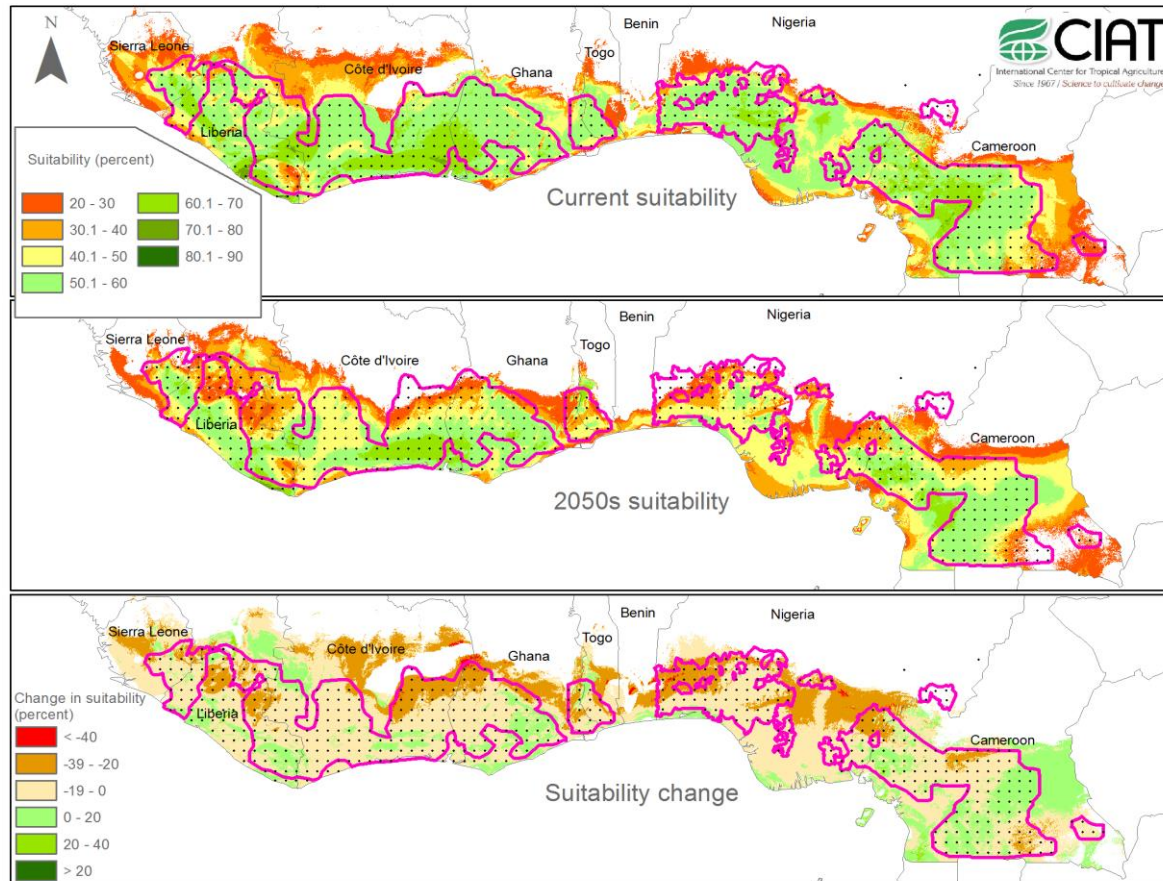 N
Sierra Leone
Liberia
Côte d'Ivoire
Ghana
Togo
Benin
Nigeria
Cameroon
CIAT
International Center for Tropical Agriculture
Since 1967 / Science to cultivate change
Suitability (percent)
20 - 30
30.1 - 40
40.1 - 50
50.1 - 60
60.1 - 70
70.1 - 80
80.1 - 90
Current suitability
Sierra Leone
Liberia
Côte d'Ivoire
Ghana
Togo
Benin
Nigeria
Cameroon
2050s suitability
Sierra Leone
Liberia
Côte d'Ivoire
Ghana
Togo
Benin
Nigeria
Cameroon
Change in suitability
(percent)
< -40
-39 - -20
-19 - 0
0 - 20
20 - 40
> 20
Suitability change